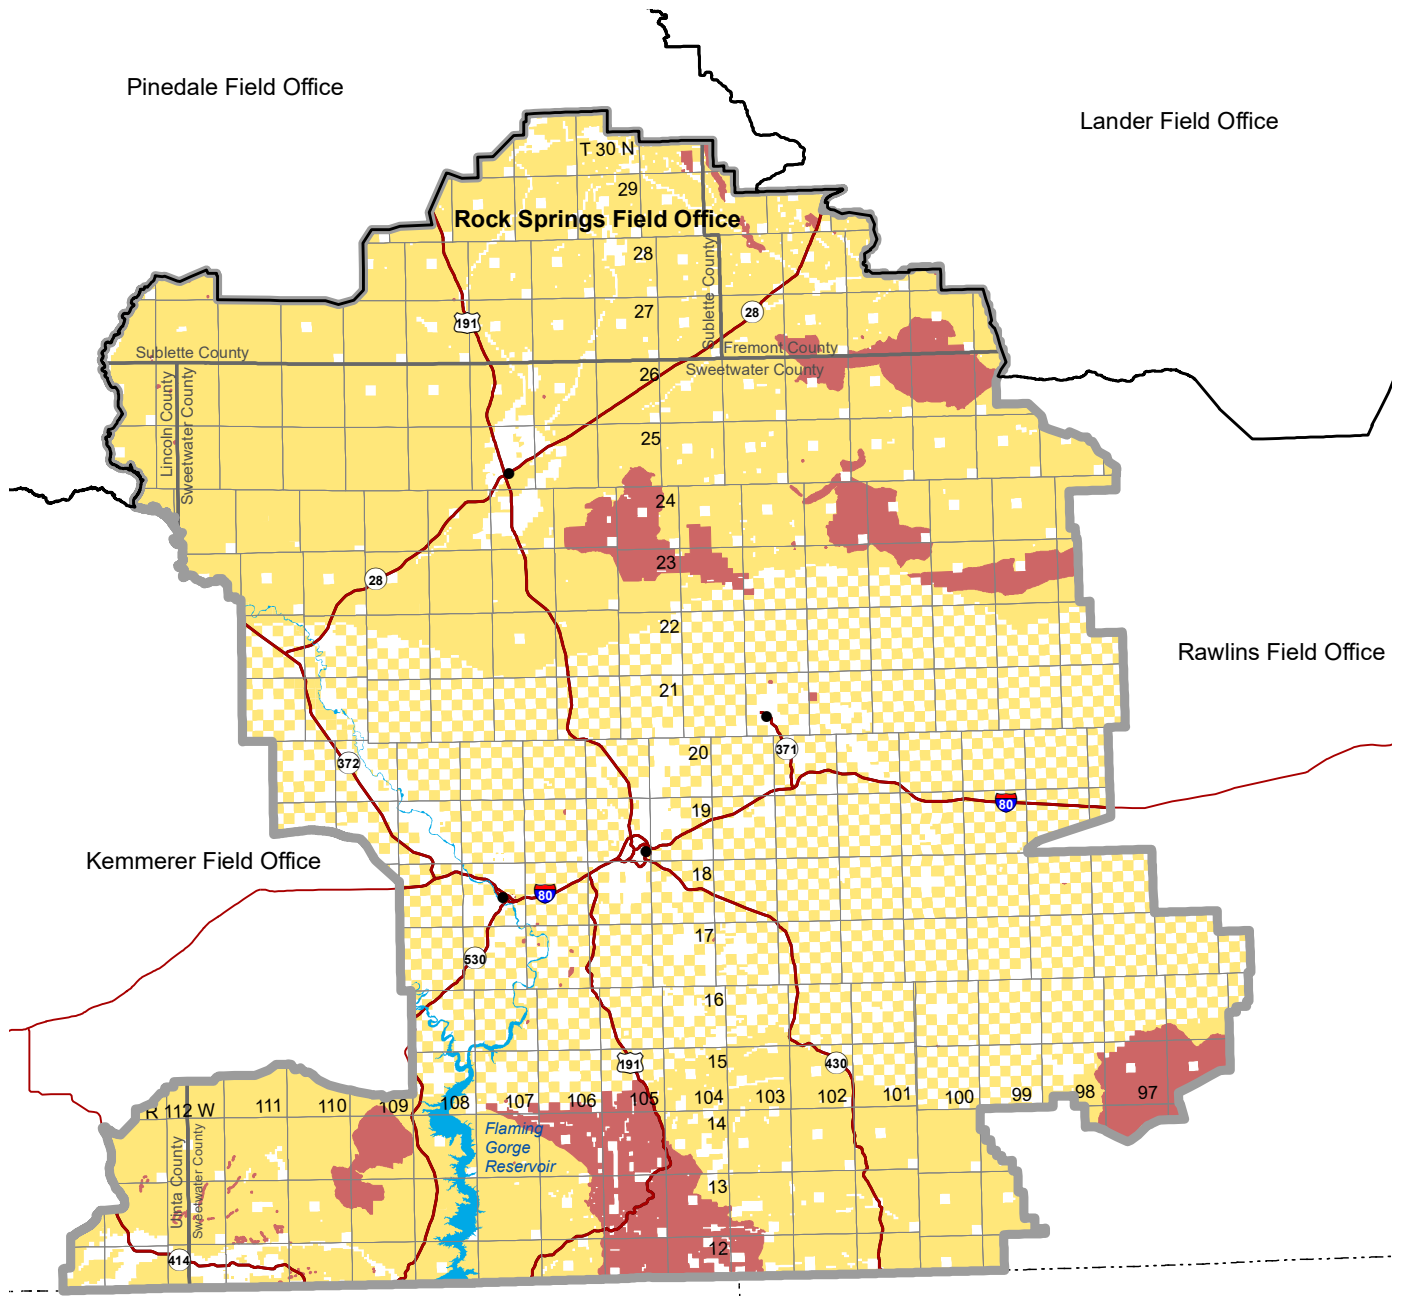 Pinedale Field Office
Lander Field Office
T 30 N
29
Rock Springs Field Office
28
Sublette County
27
191
28
Sublette County
Fremont County
Sweetwater County
26
Lincoln County
Sweetwater County
25
24
23
28
22
Rawlins Field Office
21
20
371
372
19
80
Kemmerer Field Office
18
80
17
530
16
15
191
430
R 112 W
111
110
109
108
107
106
105
104
103
102
101
100
99
98
97
14
Flaming
Gorge
Reservoir
Uinta County
Sweetwater County
13
12
414